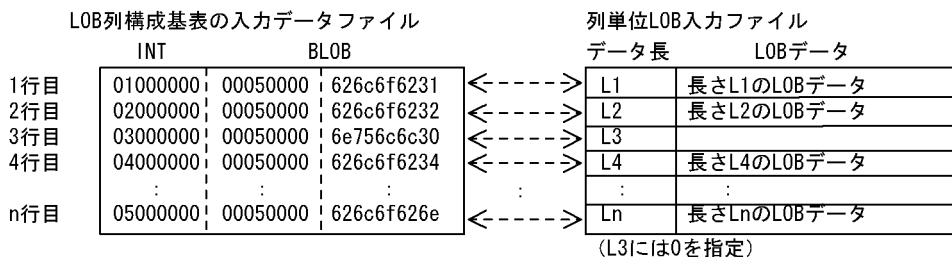 LOB列構成基表の入力データファイル 列単位LOB入力ファイル
INT BLOB データ長 LOBデータ
1行目 01000000 00050000 626c6f6231 L1 長さL1のLOBデータ
2行目 02000000 00050000 626c6f6232 L2 長さL2のLOBデータ
3行目 03000000 00050000 6e756c6c30 L3
4行目 04000000 00050000 626c6f6234 L4 長さL4のLOBデータ
: : : : : :
n行目 05000000 00050000 626c6f626e Ln 長さLnのLOBデータ
(L3には0を指定)